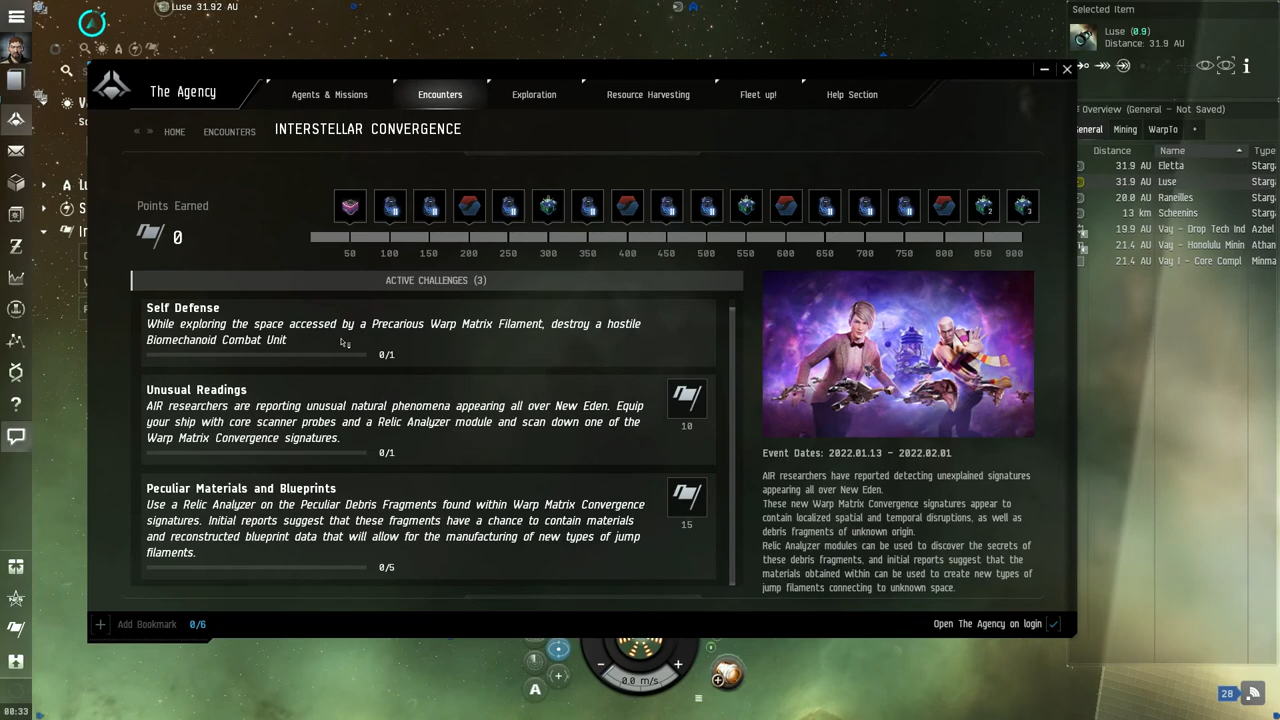 Luse 31.92 AU
Selected Item
Luse (0.9)
Distance: 31.9 AU
The Agency
Agents & Missions
Encounters
Exploration
Resource Harvesting
Fleet up!
Help Section
HOME
ENCOUNTERS
INTERSTELLAR CONVERGENCE
Overview (General - Not Saved)
General
Mining
WarpTo
Distance
Name
Type
31.9 AU Eletta Starga
31.9 AU Luse Starga
20.0 AU Raneilles Starga
13 km Scheenins Starga
19.9 AU Vay - Drop Tech Ind Azbel
21.4 AU Vay - Honolulu Minin Athan
21.4 AU Vay I - Core Compl Minma
Points Earned
0
2
3
50 100 150 200 250 300 350 400 450 500 550 600 650 700 750 800 850 900
ACTIVE CHALLENGES (3)
Self Defense
While exploring the space accessed by a Precarious Warp Matrix Filament, destroy a hostile
Biomechanoid Combat Unit
0/1
Unusual Readings
AIR researchers are reporting unusual natural phenomena appearing all over New Eden. Equip
your ship with core scanner probes and a Relic Analyzer module and scan down one of the
Warp Matrix Convergence signatures.
10
0/1
Peculiar Materials and Blueprints
Use a Relic Analyzer on the Peculiar Debris Fragments found within Warp Matrix Convergence
signatures. Initial reports suggest that these fragments have a chance to contain materials
and reconstructed blueprint data that will allow for the manufacturing of new types of jump
filaments.
15
0/5
Event Dates: 2022.01.13 - 2022.02.01
AIR researchers have reported detecting unexplained signatures
appearing all over New Eden.
These new Warp Matrix Convergence signatures appear to
contain localized spatial and temporal disruptions, as well as
debris fragments of unknown origin.
Relic Analyzer modules can be used to discover the secrets of
these debris fragments, and initial reports suggest that the
materials obtained within can be used to create new types of
jump filaments connecting to unknown space.
Add Bookmark 0/6
Open The Agency on login
0.0 m/s
A
28
00:33